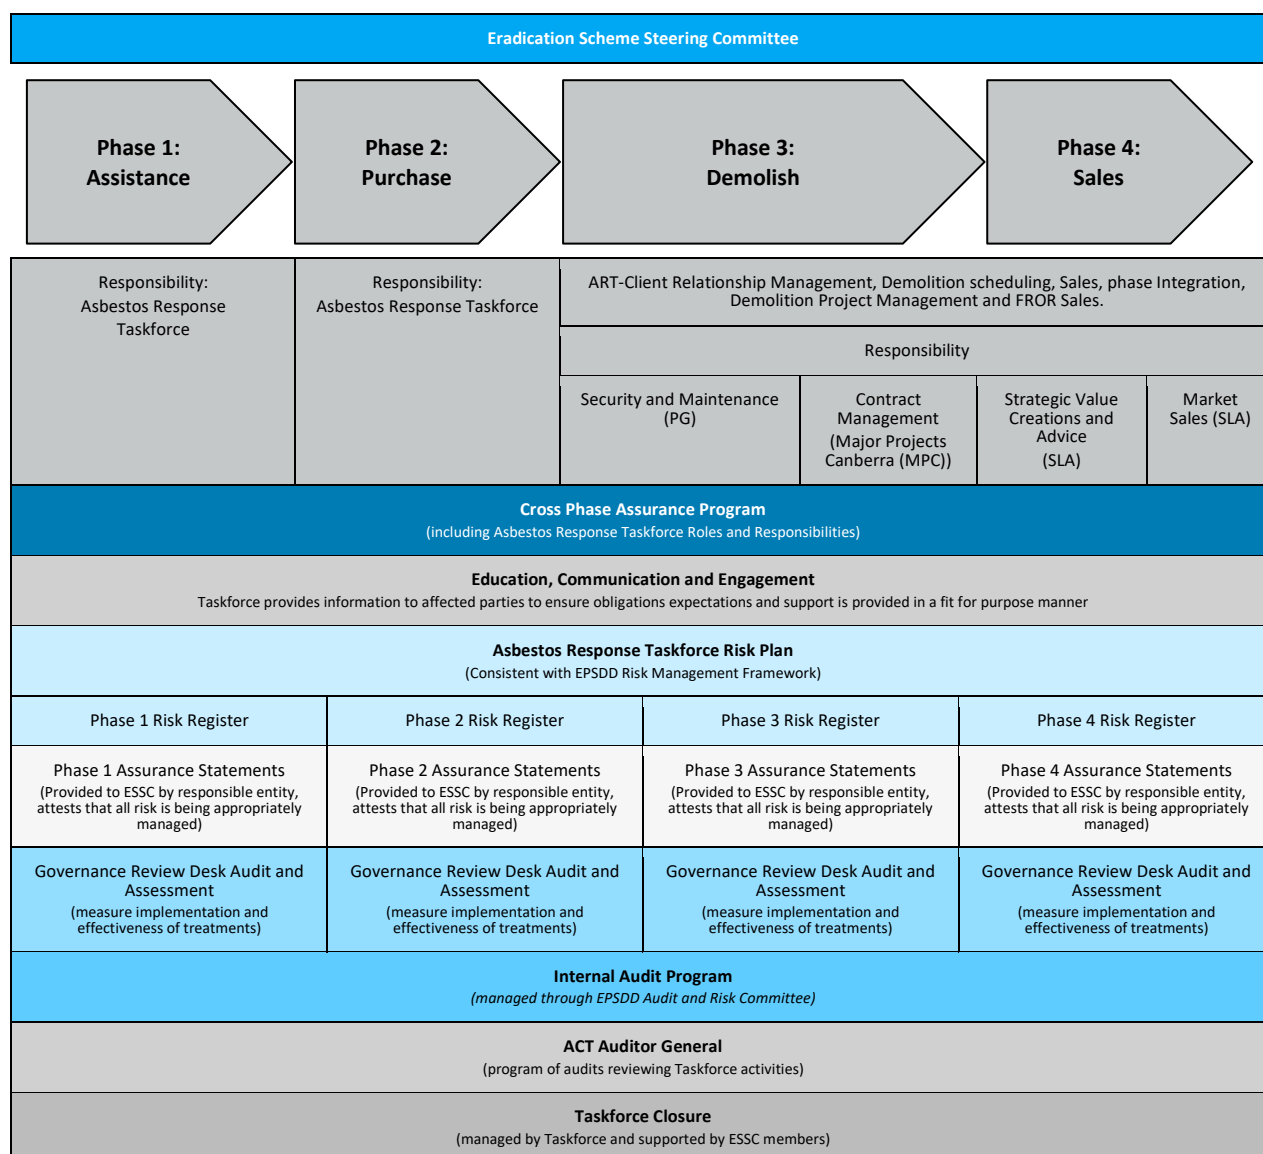 Eradication Scheme Steering Committee
Phase 1:
Assistance
Phase 2:
Purchase
Phase 3:
Demolish
Phase 4:
Sales
Responsibility:
Asbestos Response
Taskforce
Responsibility:
Asbestos Response Taskforce
ART-Client Relationship Management, Demolition scheduling, Sales, phase Integration,
Demolition Project Management and FROR Sales.
Responsibility
Security and Maintenance
(PG)
Contract
Management
(Major Projects
Canberra (MPC))
Strategic Value
Creations and
Advice
(SLA)
Market
Sales (SLA)
Cross Phase Assurance Program
(including Asbestos Response Taskforce Roles and Responsibilities)
Education, Communication and Engagement
Taskforce provides information to affected parties to ensure obligations expectations and support is provided in a fit for purpose manner
Asbestos Response Taskforce Risk Plan
(Consistent with EPSDD Risk Management Framework)
Phase 1 Risk Register
Phase 2 Risk Register
Phase 3 Risk Register
Phase 4 Risk Register
Phase 1 Assurance Statements
(Provided to ESSC by responsible entity,
attests that all risk is being appropriately
managed)
Phase 2 Assurance Statements
(Provided to ESSC by responsible entity,
attests that all risk is being appropriately
managed)
Phase 3 Assurance Statements
(Provided to ESSC by responsible entity,
attests that all risk is being appropriately
managed)
Phase 4 Assurance Statements
(Provided to ESSC by responsible entity,
attests that all risk is being appropriately
managed)
Governance Review Desk Audit and
Assessment
(measure implementation and
effectiveness of treatments)
Governance Review Desk Audit and
Assessment
(measure implementation and
effectiveness of treatments)
Governance Review Desk Audit and
Assessment
(measure implementation and
effectiveness of treatments)
Governance Review Desk Audit and
Assessment
(measure implementation and
effectiveness of treatments)
Internal Audit Program
(managed through EPSDD Audit and Risk Committee)
ACT Auditor General
(program of audits reviewing Taskforce activities)
Taskforce Closure
(managed by Taskforce and supported by ESSC members)